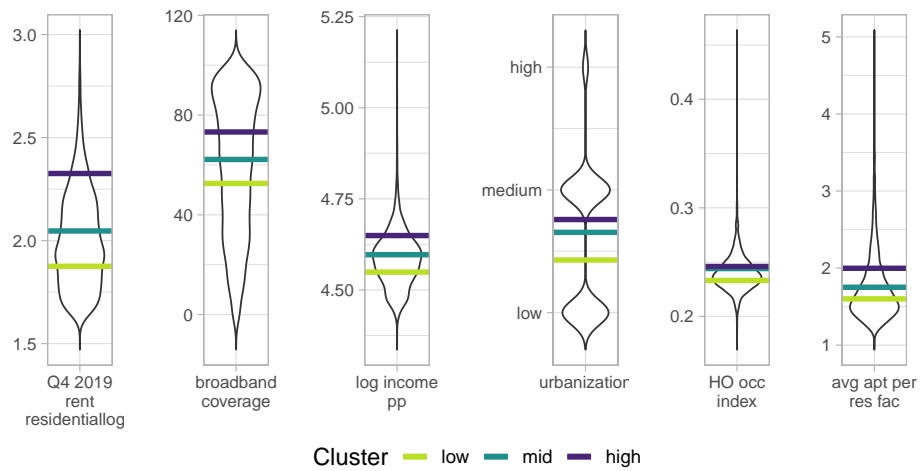 3.0
2.5
2.0
1.5
Q4 2019
rent
residentiallog
120
80
40
0
broadband
coverage
5.25
5.00
4.75
4.50
log income
pp
high
medium
low
urbanization
0.4
0.3
0.2
HO occ
index
5
4
3
2
1
avg apt per
res fac
Cluster low mid high